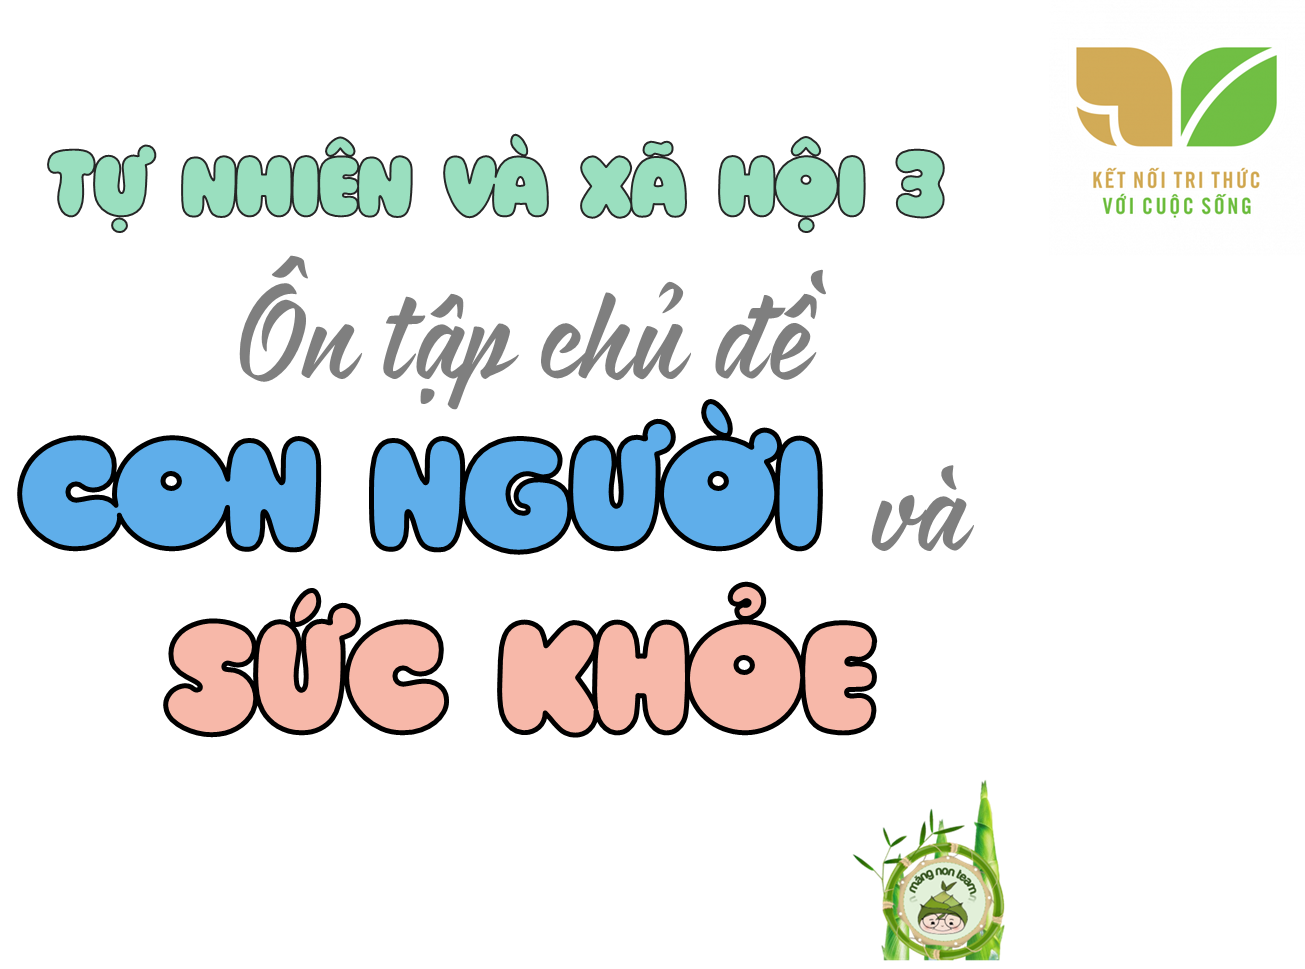 KẾT NỐI TRI THỨC
VỚI CUỘC SỐNG
TỰ NHIÊN VÀ XÃ HỘI 3
Ôn tập chủ đề
CON NGƯỜI và
SỨC KHỎE
măng non team